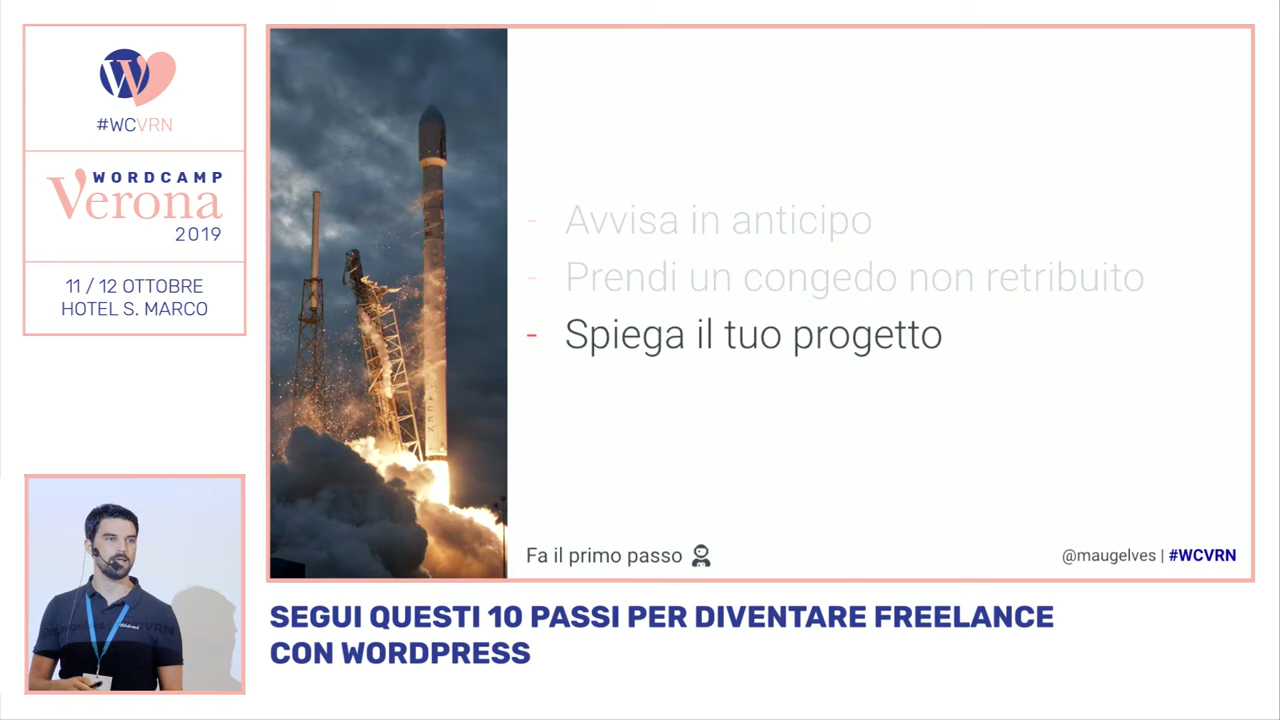 #WCVRN
WORDCAMP
Verona
2019
11 / 12 OTTOBRE
HOTEL S. MARCO
- Avvisa in anticipo
- Prendi un congedo non retribuito
- Spiega il tuo progetto
Fa il primo passo
@maugelves | #WCVRN
SEGUI QUESTI 10 PASSI PER DIVENTARE FREELANCE
CON WORDPRESS